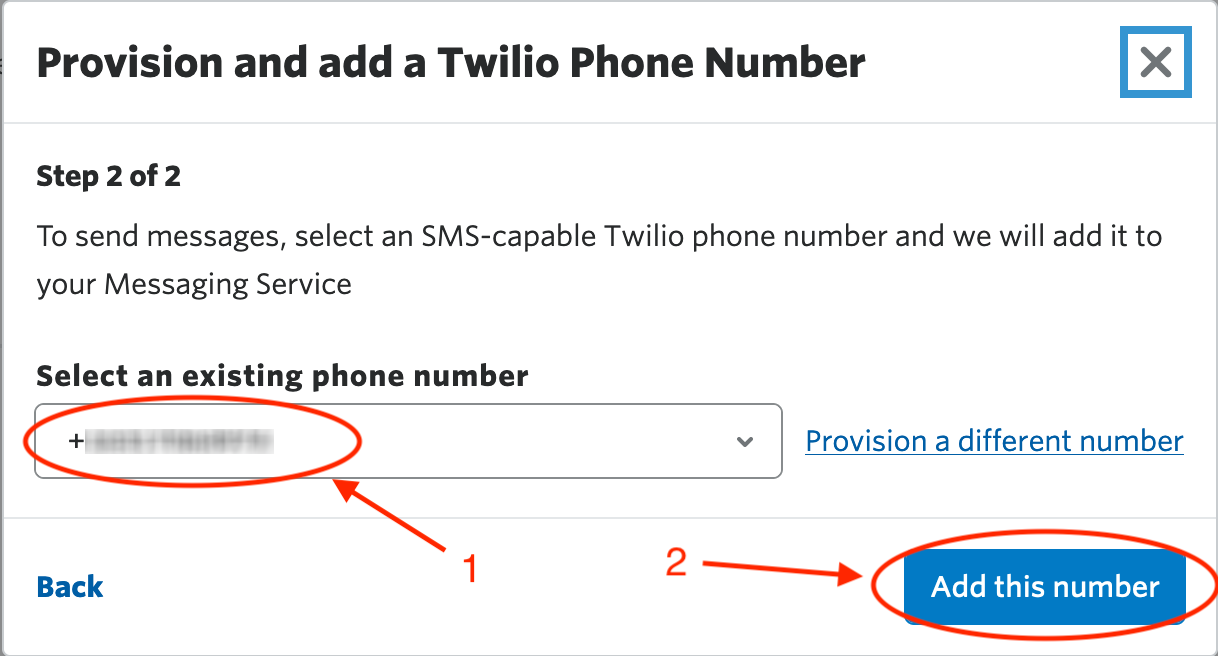 Provision and add a Twilio Phone Number
Step 2 of 2
To send messages, select an SMS-capable Twilio phone number and we will add it to
your Messaging Service
Select an existing phone number
+
Provision a different number
1
2
Back
Add this number